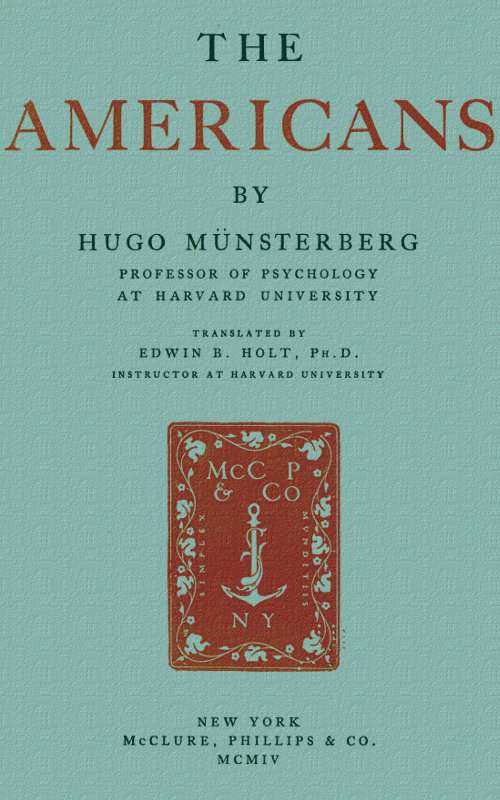 THE
AMERICANS
BY
HUGO MÜNSTERBERG
PROFESSOR OF PSYCHOLOGY
AT HARVARD UNIVERSITY
TRANSLATED BY
EDWIN B. HOLT, Ph.D.
INSTRUCTOR AT HARVARD UNIVERSITY
McC P
& Co
SIMPLEX
MVNDITIIS
NY
NEW YORK
McCLURE, PHILLIPS & CO.
MCMIV